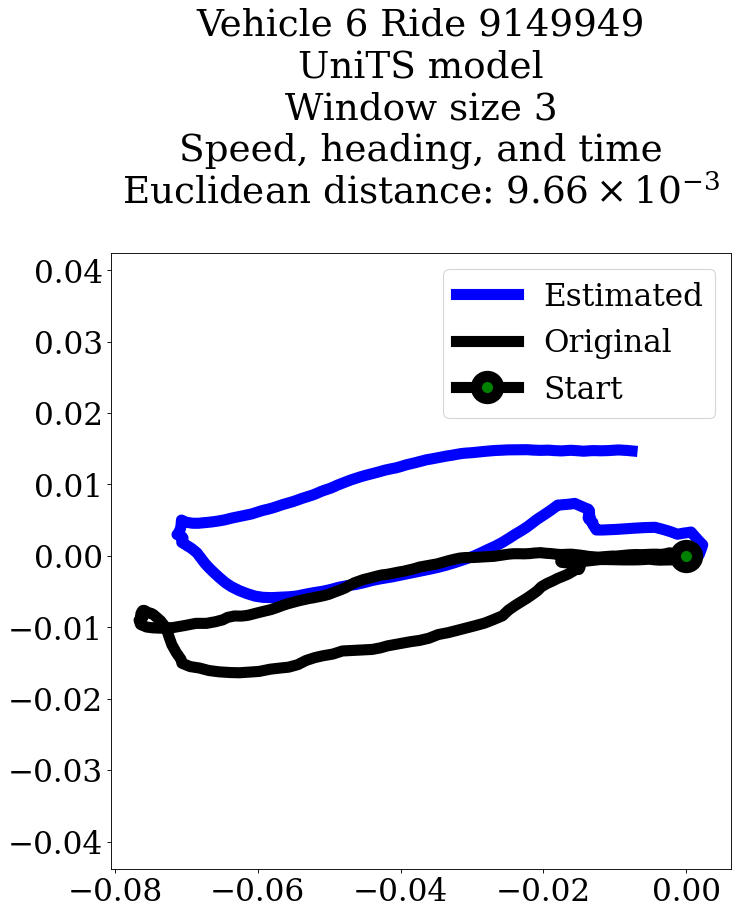 Vehicle 6 Ride 9149949
UniTS model
Window size 3
Speed, heading, and time
Euclidean distance: 9.66 × 10⁻³
Estimated
Original
Start
0.04
0.03
0.02
0.01
0.00
−0.01
−0.02
−0.03
−0.04
−0.08
−0.06
−0.04
−0.02
0.00